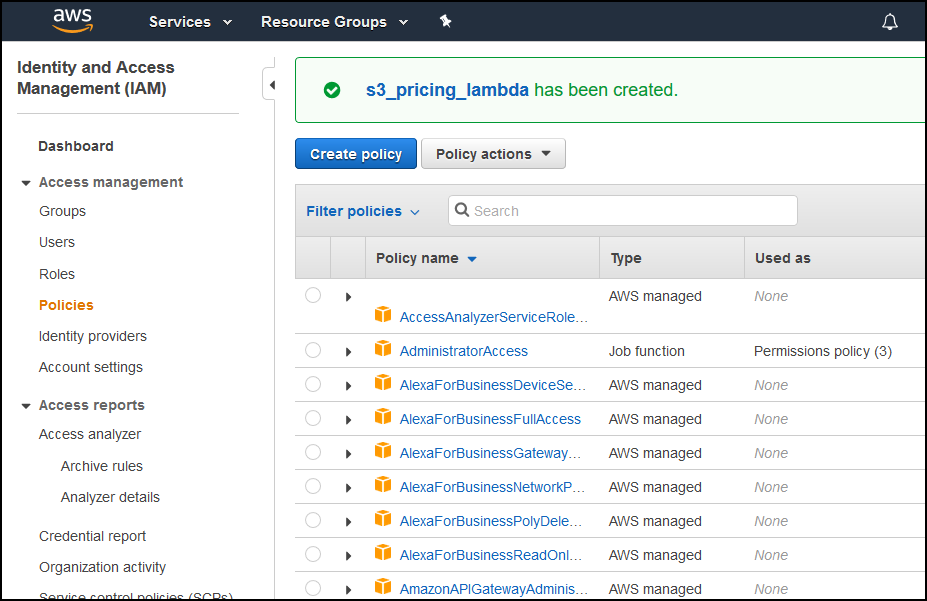 aws
Services
Resource Groups
Identity and Access
Management (IAM)
Dashboard
Access management
Groups
Users
Roles
Policies
Identity providers
Account settings
Access reports
Access analyzer
Archive rules
Analyzer details
Credential report
Organization activity
Service control policies (SCPs)
s3_pricing_lambda has been created.
Create policy
Policy actions
Filter policies
Search
Policy name Type Used as
AWS managed None
AccessAnalyzerServiceRole...
AdministratorAccess Job function Permissions policy (3)
AlexaForBusinessDeviceSe... AWS managed None
AlexaForBusinessFullAccess AWS managed None
AlexaForBusinessGateway... AWS managed None
AlexaForBusinessNetworkP... AWS managed None
AlexaForBusinessPolyDele... AWS managed None
AlexaForBusinessReadOnl... AWS managed None
AmazonAPIGatewayAdminis... AWS managed None